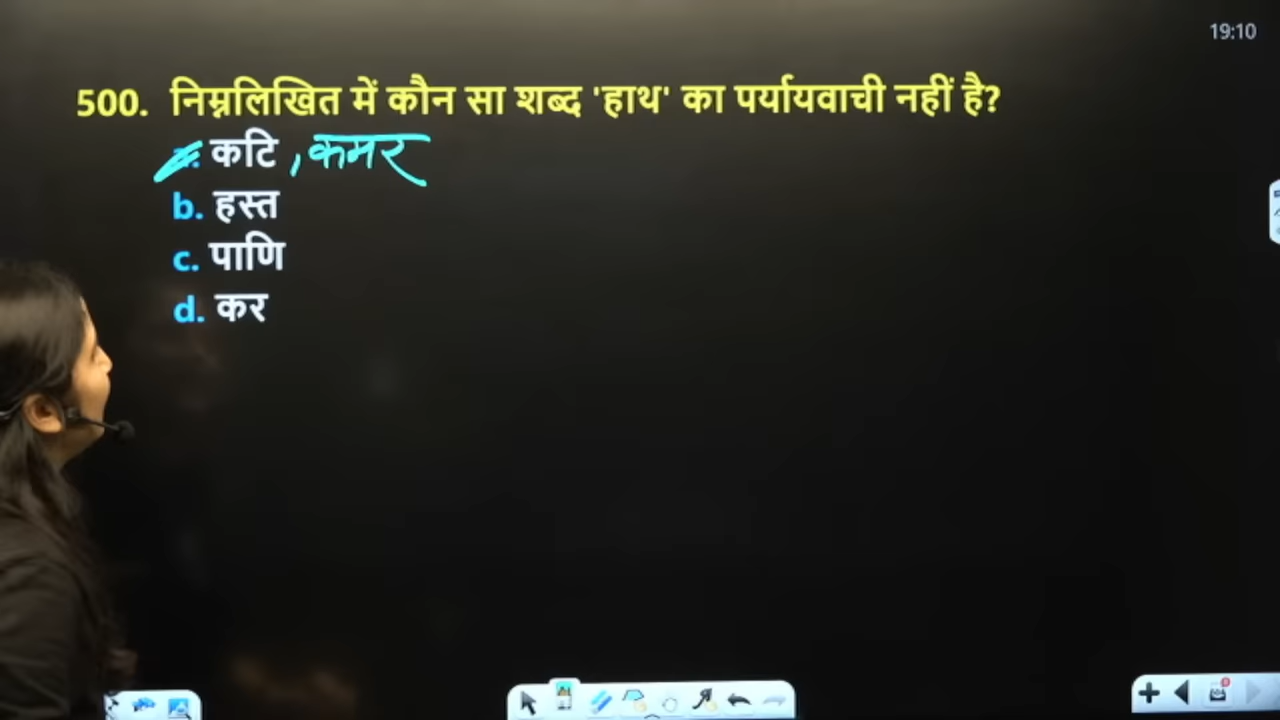 19:10
500. निम्नलिखित में कौन सा शब्द 'हाथ' का पर्यायवाची नहीं है?
a. कटि , कमर
b. हस्त
c. पाणि
d. कर